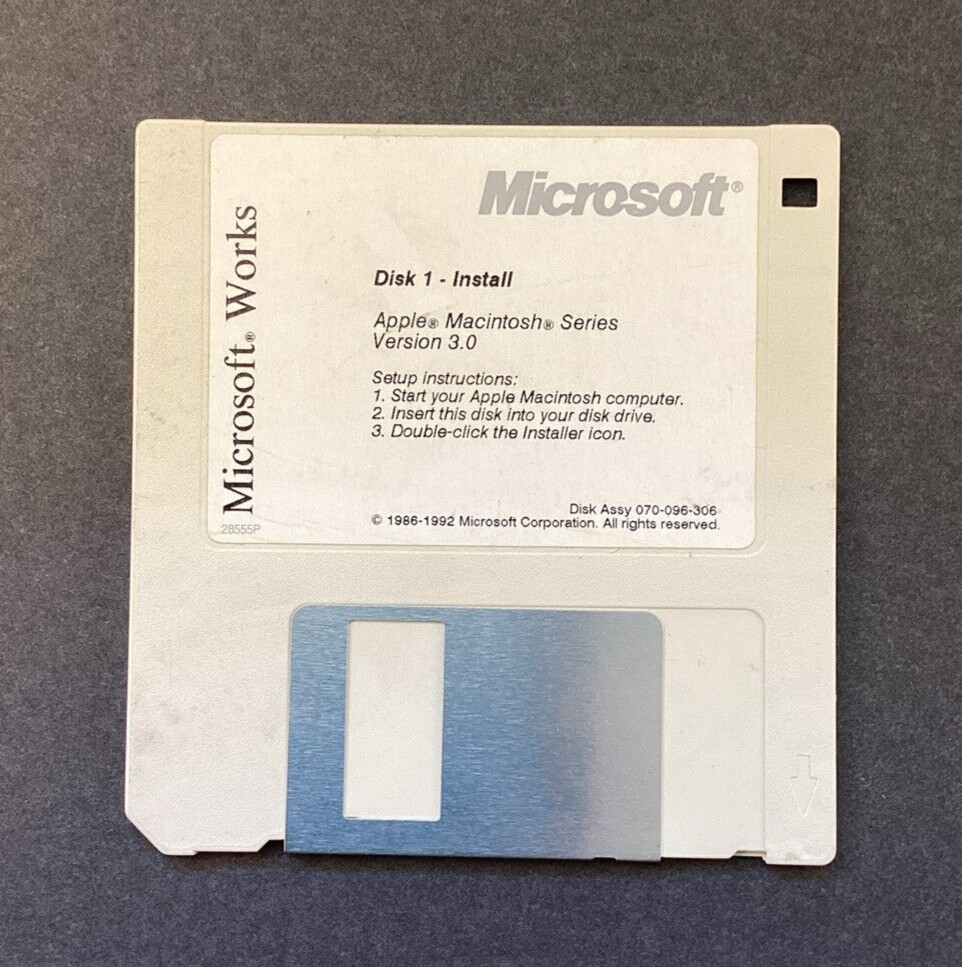 Microsoft®
Microsoft® Works
Disk 1 - Install
Apple® Macintosh® Series
Version 3.0
Setup instructions:
1. Start your Apple Macintosh computer.
2. Insert this disk into your disk drive.
3. Double-click the Installer icon.
Disk Assy 070-096-306
© 1986-1992 Microsoft Corporation. All rights reserved.
28555P